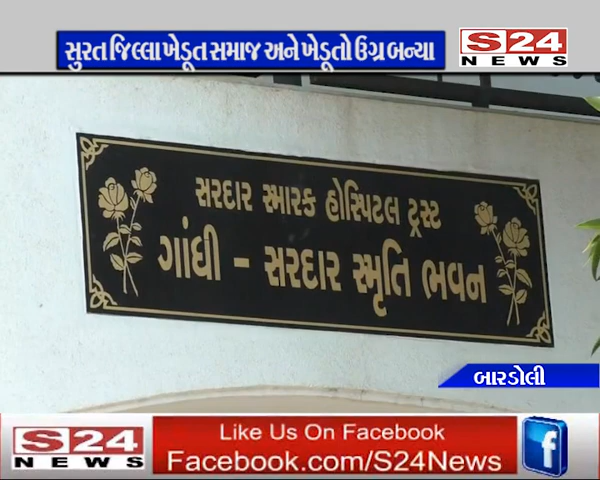 સુરત જિલ્લા ખેડૂત સમાજ અને ખેડૂતો ઉગ્ર બન્યા
S24
NEWS
સરદાર સ્મારક હોસ્પિટલ ટ્રસ્ટ
ગાંધી - સરદાર સ્મૃતિ ભવન
બારડોલી
S24
NEWS
Like Us On Facebook
Facebook.com/S24News
f